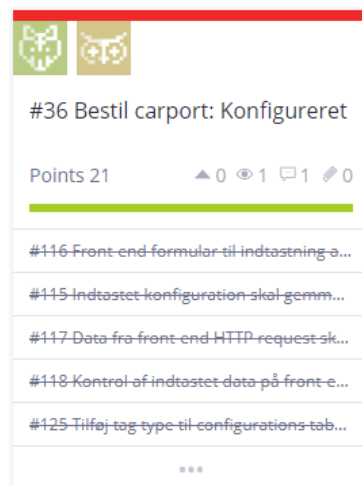 #36 Bestil carport: Konfigureret
Points 21 0 1 1 0
#116 Front end formular til indtastning a...
#115 Indtastet konfiguration skal gemm...
#117 Data fra front end HTTP request sk...
#118 Kontrol af indtastet data på front e...
#125 Tilføj tag type til configurations tab...